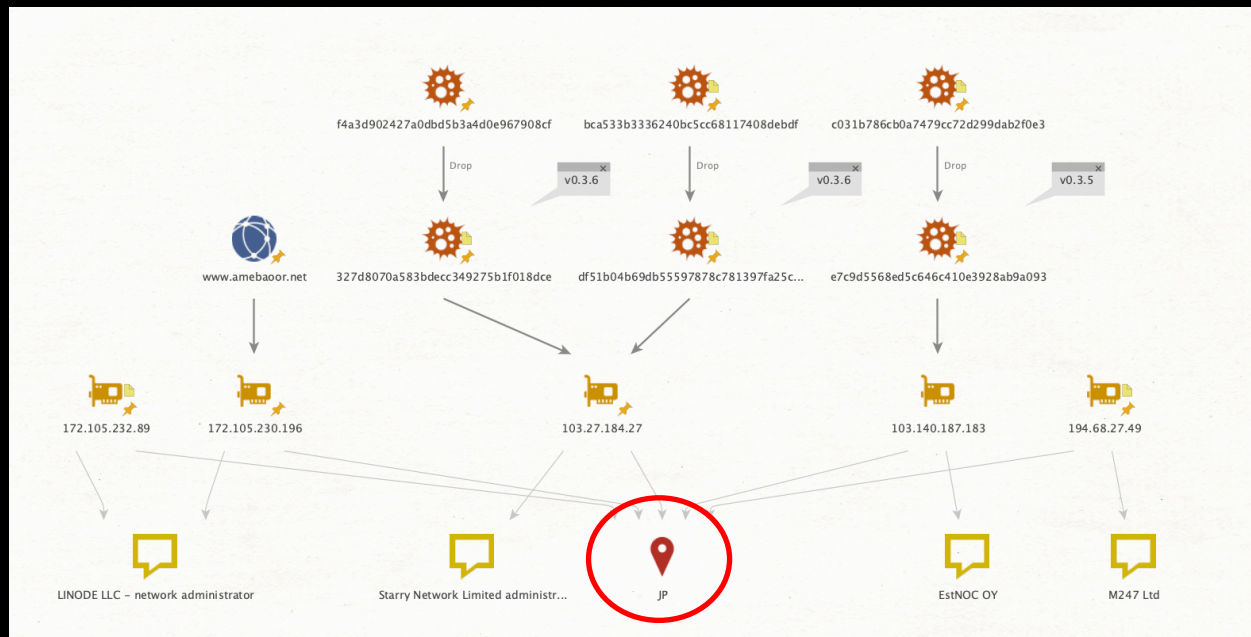 f4a3d902427a0dbd5b3a4d0e967908cf
bca533b3336240bc5cc68117408debdf
c031b786cb0a7479cc72d299dab2f0e3
Drop
v0.3.6
Drop
v0.3.6
Drop
v0.3.5
www.amebaoor.net
327d8070a583bdecc349275b1f018dce
df51b04b69db55597878c781397fa25c...
e7c9d5568ed5c646c410e3928ab9a093
172.105.232.89
172.105.230.196
103.27.184.27
103.140.187.183
194.68.27.49
LINODE LLC – network administrator
Starry Network Limited administr...
JP
EstNOC OY
M247 Ltd